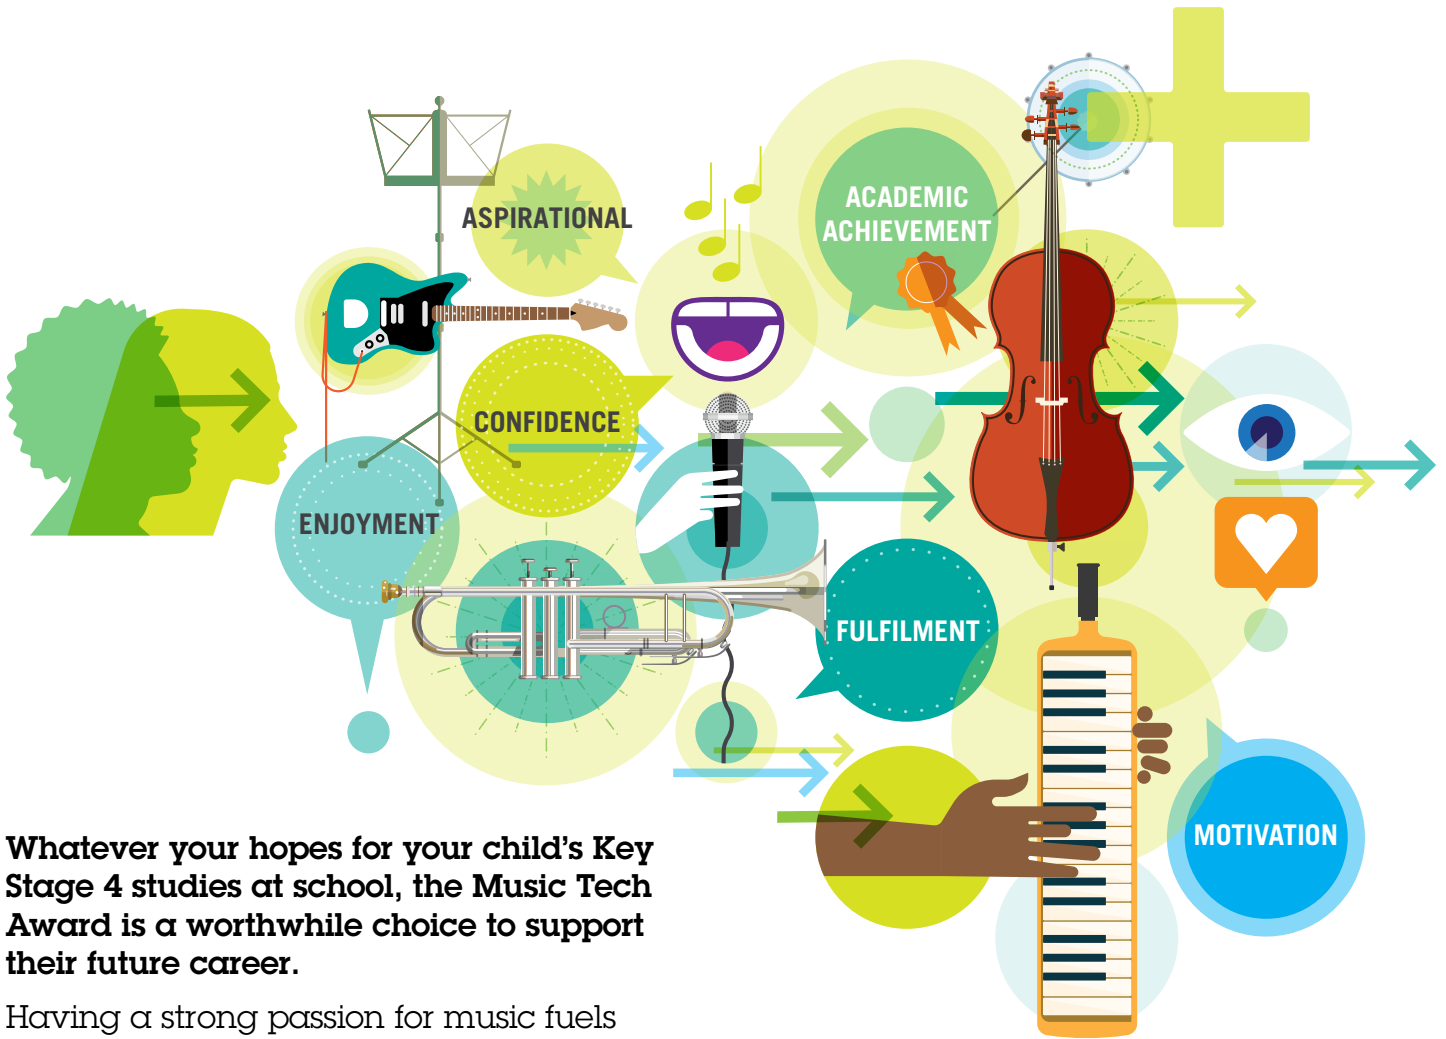 ASPIRATIONAL
ACADEMIC
ACHIEVEMENT
CONFIDENCE
ENJOYMENT
FULFILMENT
MOTIVATION
Whatever your hopes for your child’s Key
Stage 4 studies at school, the Music Tech
Award is a worthwhile choice to support
their future career.
Having a strong passion for music fuels